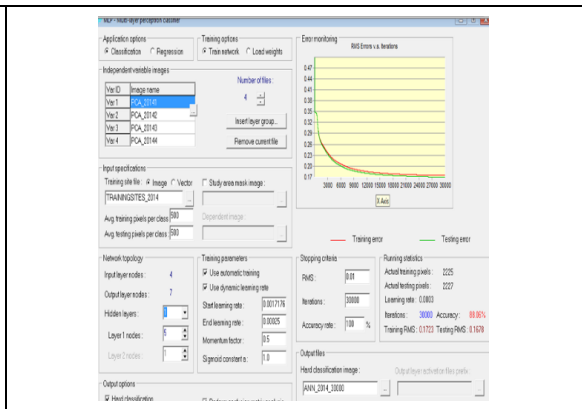 MLP - Multi-layer perceptron classifier
Application options
Classification
Regression
Training options
Train network
Load weights
Independent variable images
Number of files :
Var ID
Image name
Var 1
PCA_20141
Var 2
PCA_20142
Var 3
PCA_20143
Var 4
PCA_20144
4
...
Insert layer group...
Remove current file
Input specifications
Training site file :
Image
Vector
TRAININGSITES_2014
...
Avg. training pixels per class
500
Avg. testing pixels per class
500
Study area mask image :
...
Dependent image :
...
Error monitoring
RMS Errors v.s. Iterations
0.47
0.44
0.41
0.38
0.35
0.32
0.29
0.26
0.23
0.20
0.17
3000 6000 9000 12000 15000 18000 21000 24000 27000 30000
X Axis
Training error
Testing error
Network topology
Input layer nodes :
4
Output layer nodes :
7
Hidden layers :
Layer 1 nodes :
Layer 2 nodes :
1
Training parameters
Use automatic training
Use dynamic learning rate
Start learning rate :
0.0017176
End learning rate :
0.00025
Momentum factor :
0.5
Sigmoid constant a :
1.0
Stopping criteria
RMS :
0.01
Iterations :
30000
Accuracy rate :
100 %
Running statistics
Actual training pixels : 2225
Actual testing pixels : 2227
Learning rate : 0.0003
Iterations : 30000 Accuracy :
Training RMS : 0.1723 Testing RMS : 0.1678
Output files
Hard classification image :
ANN_2014_30000
...
Output layer activation files prefix :
Output options
Hard classification